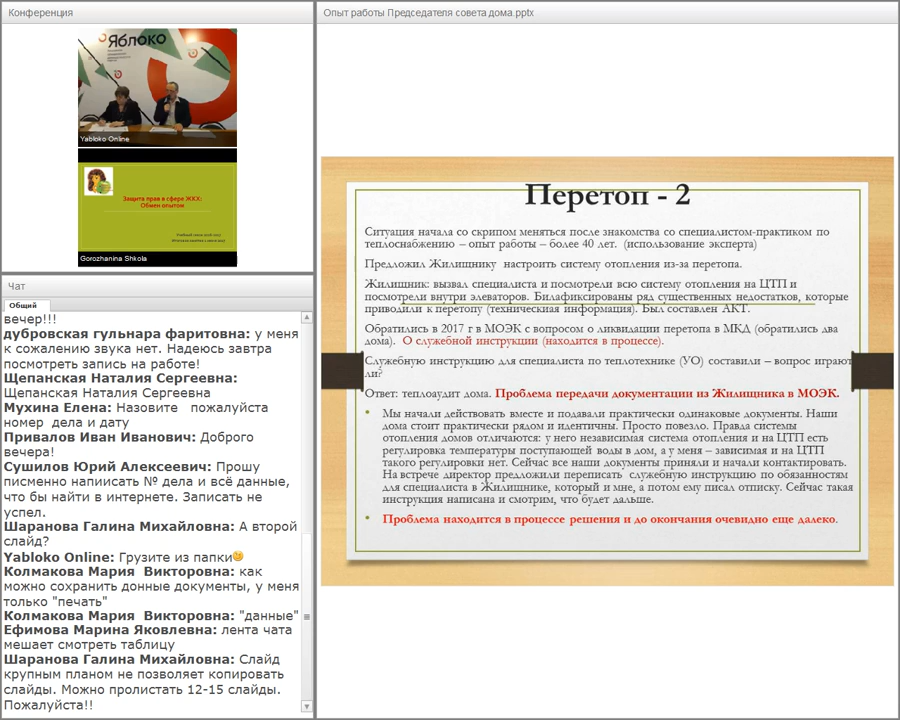 Конференция
Яблоко
Yabloko Online
Защита прав в сфере ЖКХ:
Обмен опытом
Gorozhanina Shkola
Чат
Общий
вечер!!!
дубровская гульнара фаритовна: у меня
к сожалению звука нет. Надеюсь завтра
посмотреть запись на работе!
Щепанская Наталия Сергеевна:
Щепанская Наталия Сергеевна
Мухина Елена: Назовите пожалуйста
номер дела и дату
Привалов Иван Иванович: Доброго
вечера!
Сушилов Юрий Алексеевич: Прошу
писменно напиисать № дела и всё данные,
что бы найти в интернете. Записать не
успел.
Шаранова Галина Михайловна: А второй
слайд?
Yabloko Online: Грузите из папки
Колмакова Мария Викторовна: как
можно сохранить донные документы, у меня
только "печать"
Колмакова Мария Викторовна: "данные"
Ефимова Марина Яковлевна: лента чата
мешает смотреть таблицу
Шаранова Галина Михайловна: Слайд
крупным планом не позволяет копировать
слайды. Можно пролистать 12-15 слайды.
Пожалуйста!!
Опыт работы Председателя совета дома.pptx
Перетоп - 2
Ситуация начала со скрипом меняться после знакомства со специалистом-практиком по
теплоснабжению – опыт работы – более 40 лет. (использование эксперта)
Предложил Жилищнику настроить систему отопления из-за перетопа.
Жилищник: вызвал специалиста и посмотрели всю систему отопления на ЦТП и
посмотрели внутри элеваторов. Билафиксированы ряд существенных недостатков, которые
приводили к перетопу (техническая информация). Был составлен АКТ.
Обратились в 2017 г в МОЭК с вопросом о ликвидации перетопа в МКД (обратились два
дома). О служебной инструкции (находится в процессе).
Служебную инструкцию для специалиста по теплотехнике (УО) составили – вопрос играют
ли?
Ответ: теплоаудит дома. Проблема передачи документации из Жилищника в МОЭК.
• Мы начали действовать вместе и подавали практически одинаковые документы. Наши
дома стоит практически рядом и идентичны. Просто повезло. Правда системы
отопления домов отличаются: у него независимая система отопления и на ЦТП есть
регулировка температуры поступающей воды в дом, а у меня – зависимая и на ЦТП
такого регулировки нет. Сейчас все наши документы приняли и начали контактировать.
На встрече директор предложили переписать служебную инструкцию по обязанностям
для специалиста в Жилищнике, который и мне, а потом ему писал отписку. Сейчас такая
инструкция написана и смотрим, что будет дальше.
• Проблема находится в процессе решения и до окончания очевидно еще далеко.